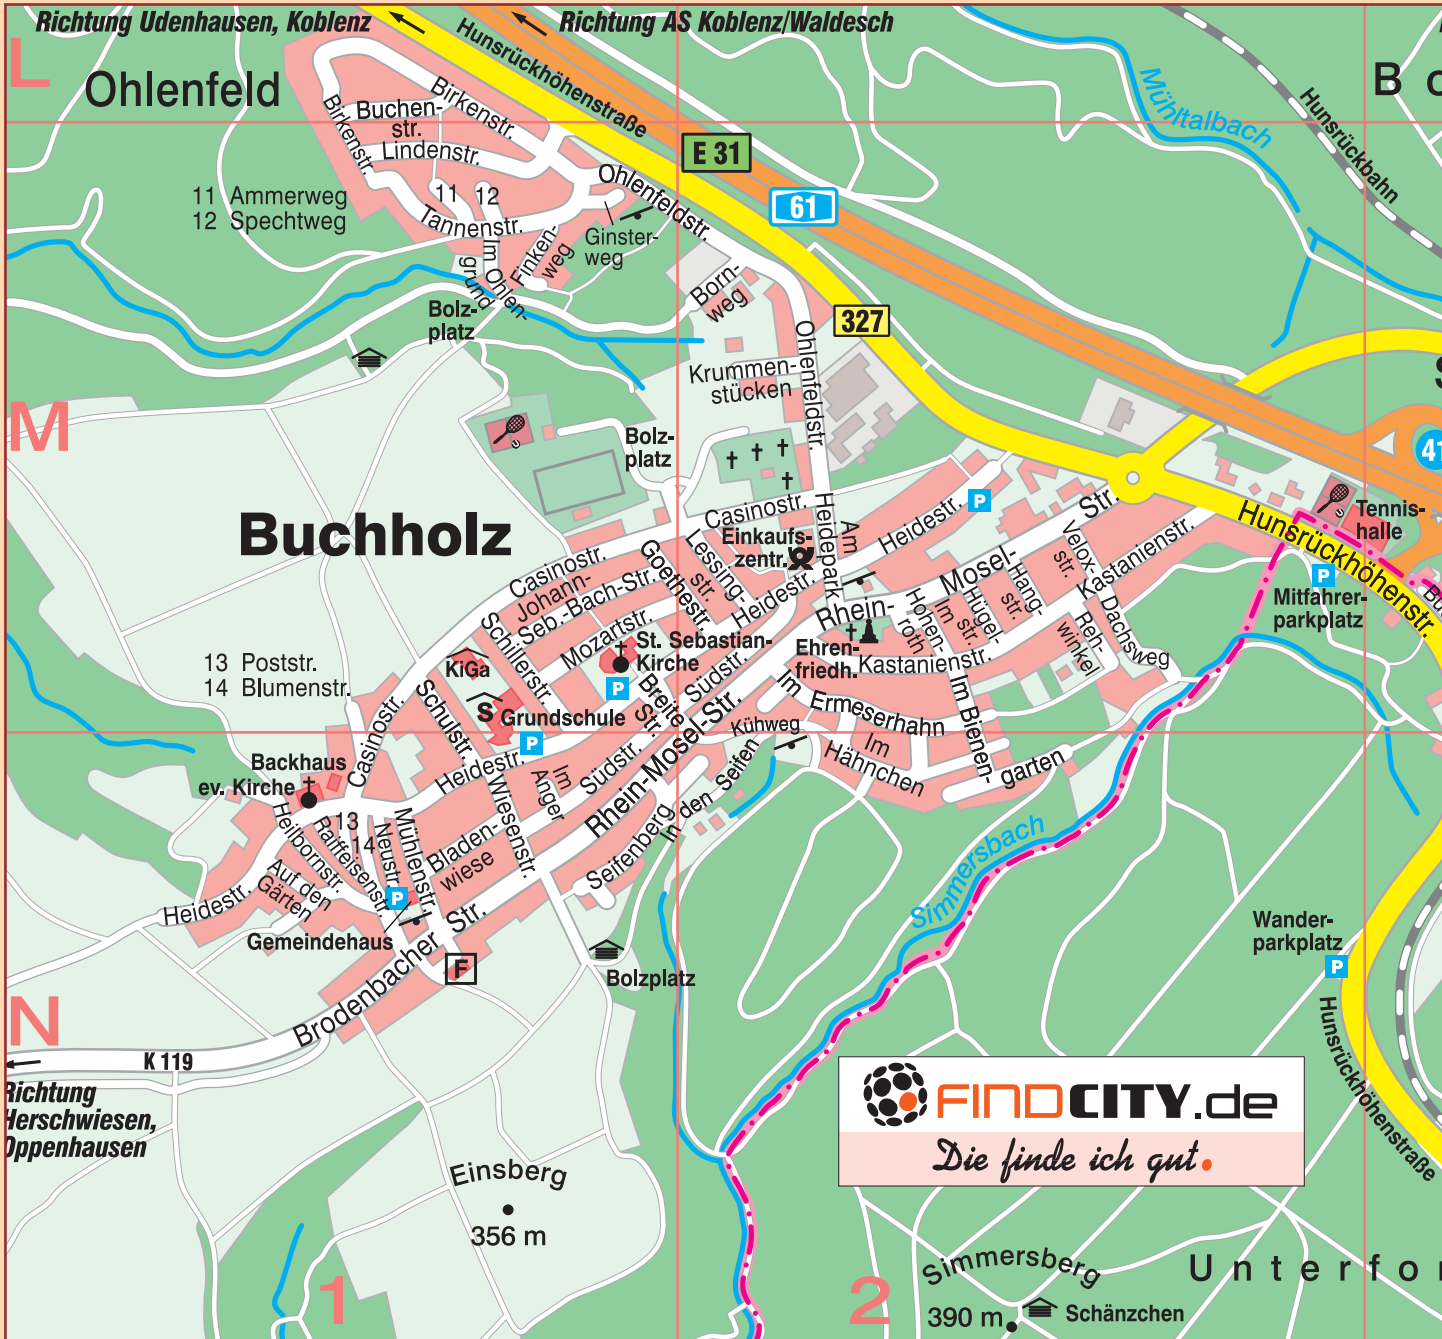 Richtung Udenhausen, Koblenz
Richtung AS Koblenz/Waldesch
L
Ohlenfeld
Hunsrückhöhenstraße
Birkenstr.
Buchen-
str.
Lindenstr.
Birkenstr.
11 Ammerweg
12 Spechtweg
11
12
Tannenstr.
Im Ohlen-
grund
Finken-
weg
Ginster-
weg
Ohlenfeldstr.
E 31
61
Mühltalbach
Hunsrückbahn
B
Born-
weg
327
Bolz-
platz
Ohlenfeldstr.
Krummen-
stücken
M
Bolz-
platz
Buchholz
Casinostr.
Einkaufs-
zentr.
Am
Heidepark
Heidestr.
P
41
Hunsrückhöhenstr.
Tennis-
halle
P
Mitfahrer-
parkplatz
Rhein-
Mosel-
Str.
Velox-
str.
Kastanienstr.
Hang-
str.
Hügel-
Im
str.
Hohen-
roth
Dachsweg
Reh-
winkel
Casinostr.
Johann-
Seb.-Bach-Str.
Goethestr.
Lessing-
str.
Heidestr.
Mozartstr.
Schillerstr.
St. Sebastian-
Kirche
P
KiGa
S
Grundschule
P
Schulstr.
Breite
Str.
Südstr.
Ehren-
friedh.
Kastanienstr.
Im
Ermeserhahn
Im Bienen-
garten
Kühweg
Im
Hähnchen
13 Poststr.
14 Blumenstr.
Casinostr.
Backhaus
ev. Kirche
Heidestr.
Im
Anger
Südstr.
Rhein-Mosel-Str.
In den Seifen
Seifenberg
Wiesenstr.
13
14
Heilbornstr.
Raiffeisenstr.
Neustr.
Mühlenstr.
Bladen-
wiese
Auf den
Gärten
Heidestr.
P
Gemeindehaus
F
Brodenbacher
Str.
Bolzplatz
Simmersbach
Wander-
parkplatz
P
Hunsrückhöhenstraße
N
K 119
Richtung
Herschwiesen,
Oppenhausen
FINDCITY.de
Die finde ich gut.
Einsberg
356 m
1
2
Simmersberg
390 m
Schänzchen
Unterfor